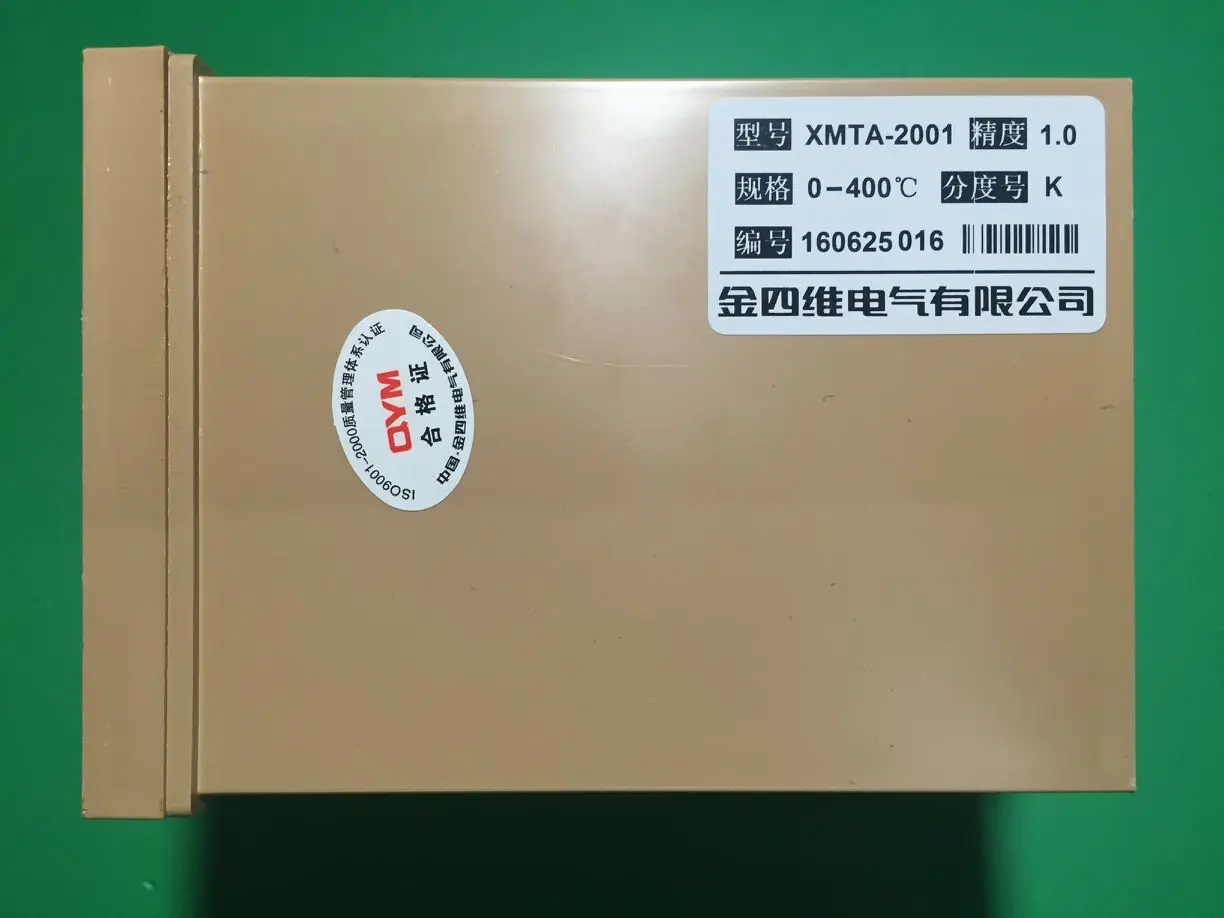 型号 XMTA-2001 精度 1.0
规格 0-400℃ 分度号 K
编号 160625016
金四维电气有限公司
ISO9001-2000质量管理体系认证
QYM
合格证
中国·金四维电气有限公司